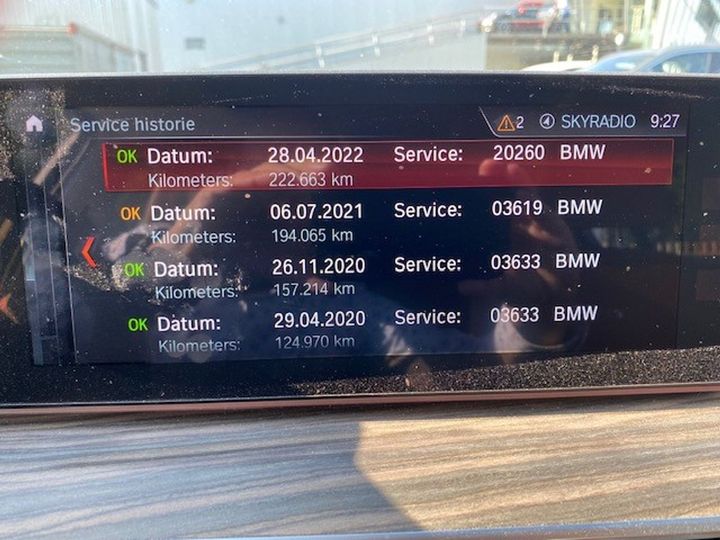 Service historie 2 SKYRADIO 9:27
OK Datum: 28.04.2022 Service: 20260 BMW
Kilometers: 222.663 km
OK Datum: 06.07.2021 Service: 03619 BMW
Kilometers: 194.065 km
OK Datum: 26.11.2020 Service: 03633 BMW
Kilometers: 157.214 km
OK Datum: 29.04.2020 Service: 03633 BMW
Kilometers: 124.970 km